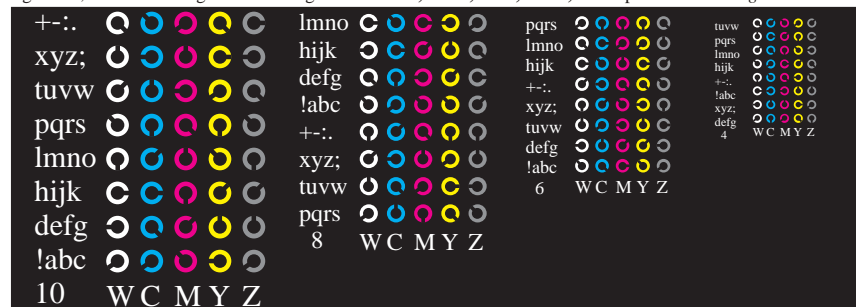 +-:.
xyz;
tuvw
pqrs
lmno
hijk
defg
!abc
10 W C M Y Z
lmno
hijk
defg
!abc
+-:.
xyz;
tuvw
pqrs
8 W C M Y Z
pqrs
lmno
hijk
+-:.
xyz;
tuvw
defg
!abc
6 W C M Y Z
tuvw
pqrs
lmno
hijk
+-:.
!abc
xyz;
defg
4 W C M Y Z